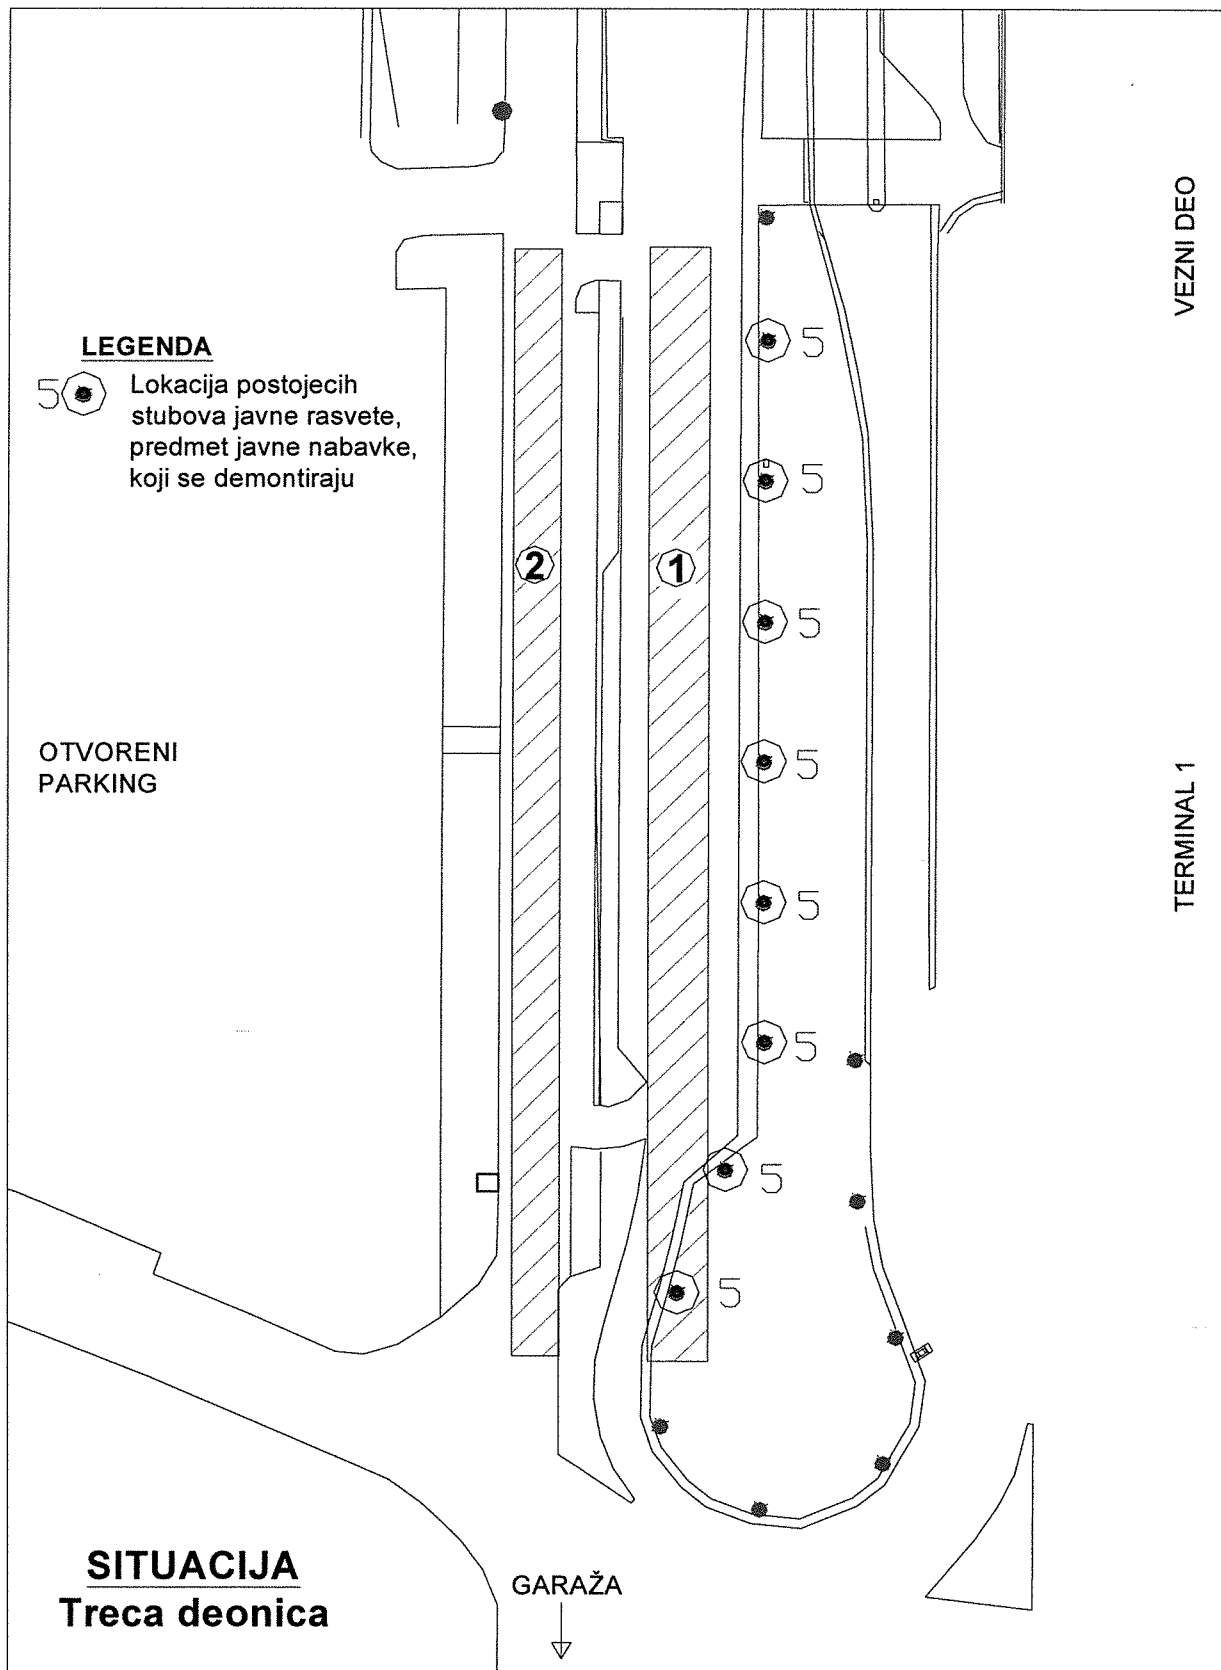 VEZNI DEO
LEGENDA
5 Lokacija postojecih
stubova javne rasvete,
predmet javne nabavke,
koji se demontiraju
5
5
2
1
5
OTVORENI
PARKING
5
TERMINAL 1
5
5
5
5
SITUACIJA
Treca deonica
GARAŽA